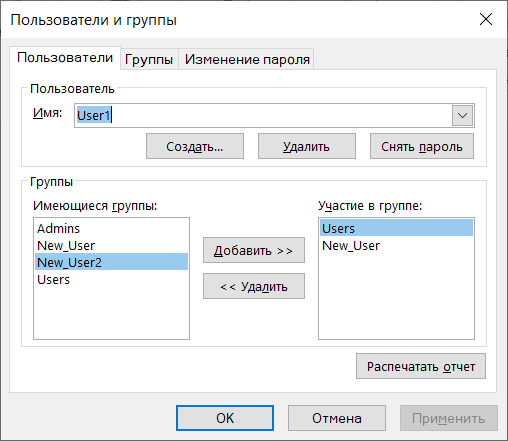 Пользователи и группы
Пользователи Группы Изменение пароля
Пользователь
Имя: User1
Создать... Удалить Снять пароль
Группы
Имеющиеся группы: Участие в группе:
Admins Users
New_User New_User
New_User2
Users
Добавить >>
<< Удалить
Распечатать отчет
OK Отмена Применить